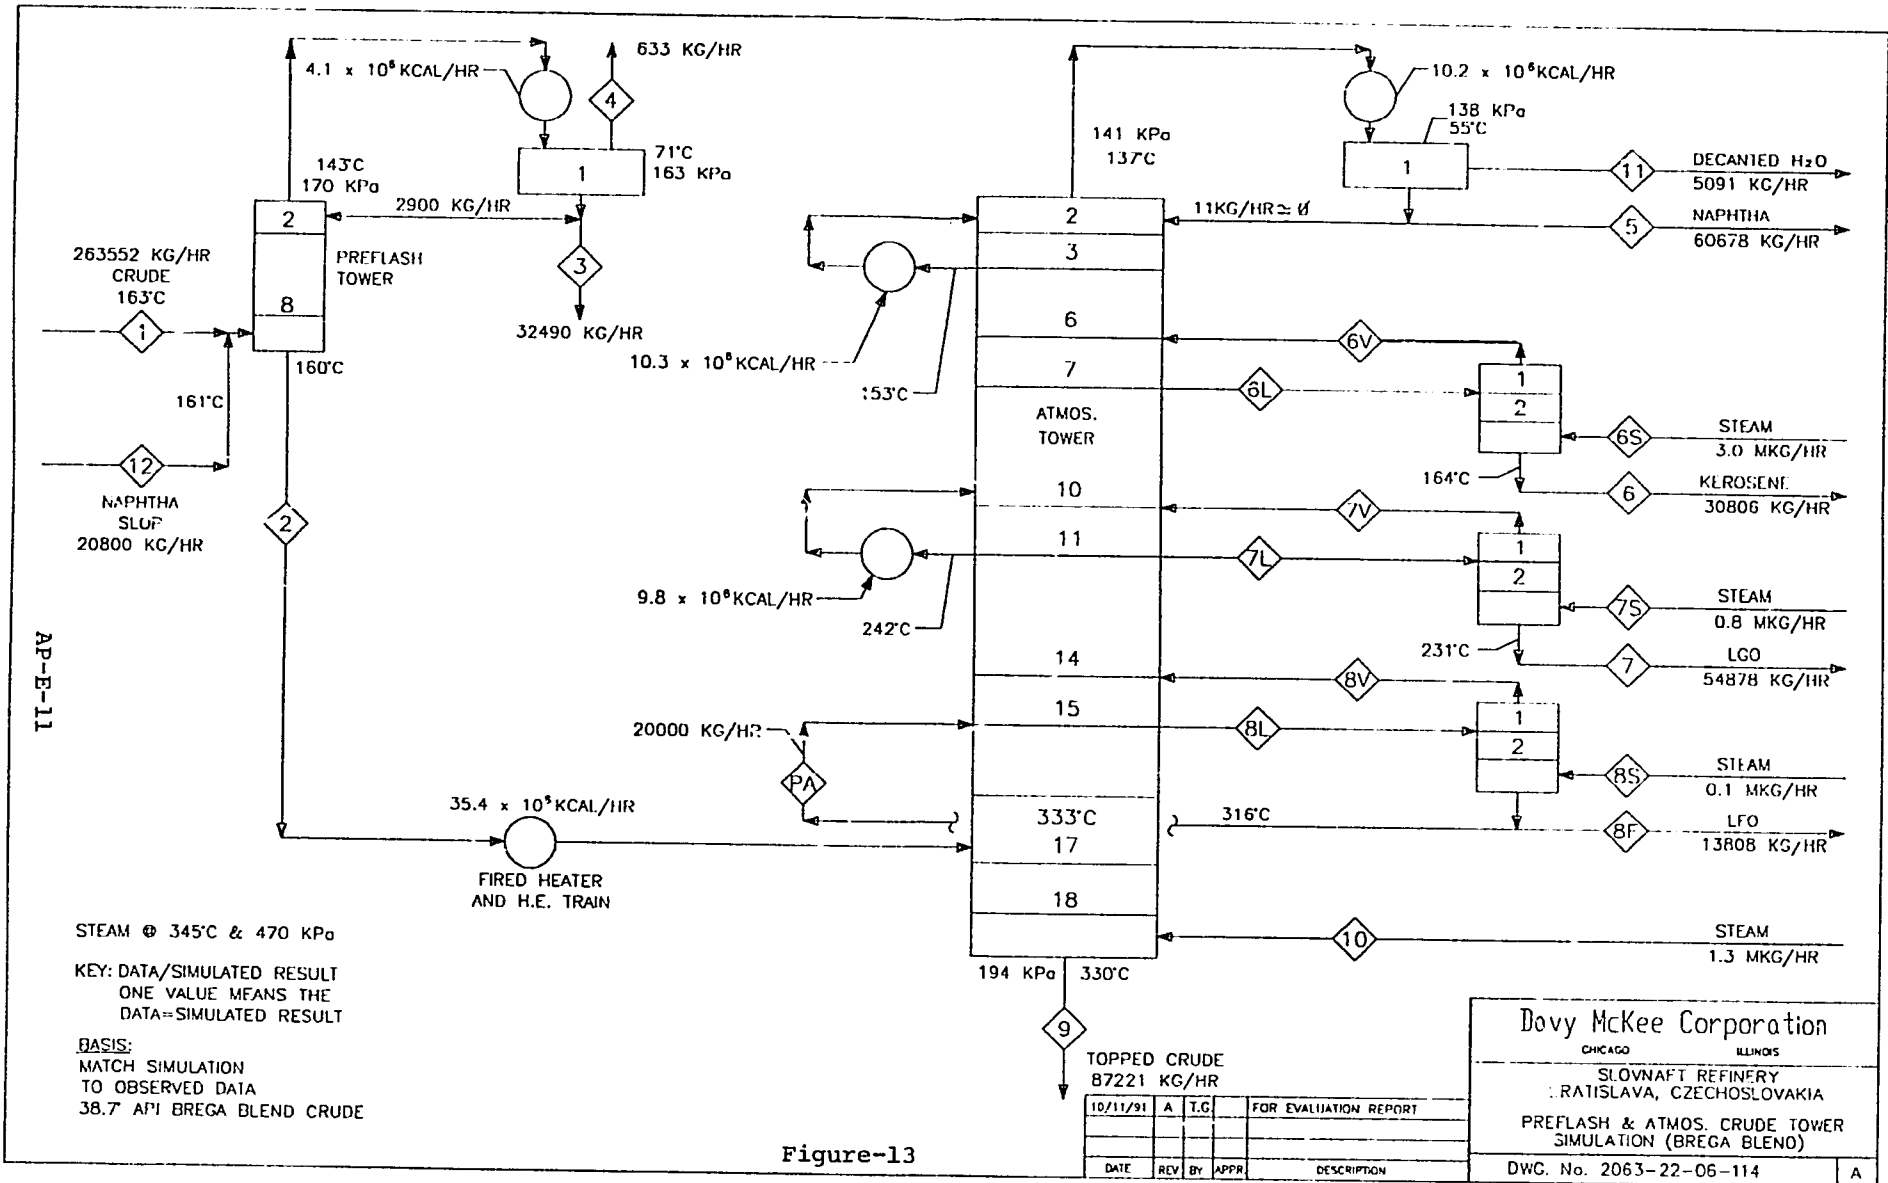 633 KG/HR
4.1 x 10⁶ KCAL/HR
4
1
71°C
163 KPa
143°C
170 KPa
2900 KG/HR
2
PREFLASH
TOWER
8
263552 KG/HR
CRUDE
163°C
1
3
32490 KG/HR
160°C
161°C
12
NAPHTHA
SLOP
20800 KG/HR
2
35.4 x 10⁶ KCAL/HR
FIRED HEATER
AND H.E. TRAIN
10.2 x 10⁶ KCAL/HR
138 KPa
55°C
141 KPa
137°C
1
11
DECANTED H₂O
5091 KG/HR
11KG/HR ≃ 0
5
NAPHTHA
60678 KG/HR
2
3
10.3 x 10⁶ KCAL/HR
153°C
6
6V
7
6L
ATMOS.
TOWER
1
2
6S
STEAM
3.0 MKG/HR
164°C
6
KEROSENE
30806 KG/HR
10
7V
11
7L
9.8 x 10⁶ KCAL/HR
242°C
1
2
7S
STEAM
0.8 MKG/HR
231°C
7
LGO
54878 KG/HR
14
8V
15
8L
20000 KG/HR
PA
1
2
8S
STEAM
0.1 MKG/HR
333°C
316°C
8F
LFO
13808 KG/HR
17
18
10
STEAM
1.3 MKG/HR
194 KPa
330°C
9
TOPPED CRUDE
87221 KG/HR
STEAM @ 345°C & 470 KPa
KEY: DATA/SIMULATED RESULT
ONE VALUE MEANS THE
DATA=SIMULATED RESULT
BASIS:
MATCH SIMULATION
TO OBSERVED DATA
38.7° API BREGA BLEND CRUDE
AP-E-11
Figure-13
10/11/91 A T.G FOR EVALUATION REPORT
DATE REV BY APPR. DESCRIPTION
Davy McKee Corporation
CHICAGO ILLINOIS
SLOVNAFT REFINERY
RATISLAVA, CZECHOSLOVAKIA
PREFLASH & ATMOS. CRUDE TOWER
SIMULATION (BREGA BLEND)
DWG. No. 2063-22-06-114 A